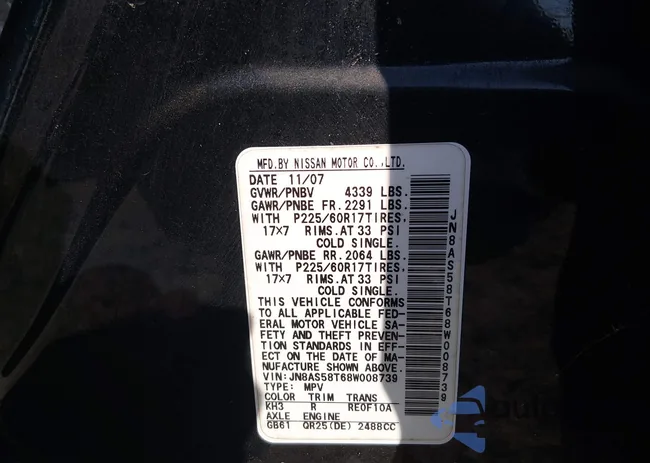 MFD.BY NISSAN MOTOR CO.,LTD.
DATE 11/07
GVWR/PNBV 4339 LBS.
GAWR/PNBE FR. 2291 LBS.
WITH P225/60R17TIRES,
17×7 RIMS.AT 33 PSI
COLD SINGLE.
GAWR/PNBE RR. 2064 LBS.
WITH P225/60R17TIRES,
17×7 RIMS.AT 33 PSI
COLD SINGLE.
THIS VEHICLE CONFORMS
TO ALL APPLICABLE FED-
ERAL MOTOR VEHICLE SA-
FETY AND THEFT PREVEN-
TION STANDARDS IN EFF-
ECT ON THE DATE OF MA-
NUFACTURE SHOWN ABOVE.
VIN:JN8AS58T68W008739
TYPE: MPV
COLOR TRIM TRANS
KH3 R RE0F10A
AXLE ENGINE
GB61 QR25(DE) 2488CC
JN8AS58T68W008739